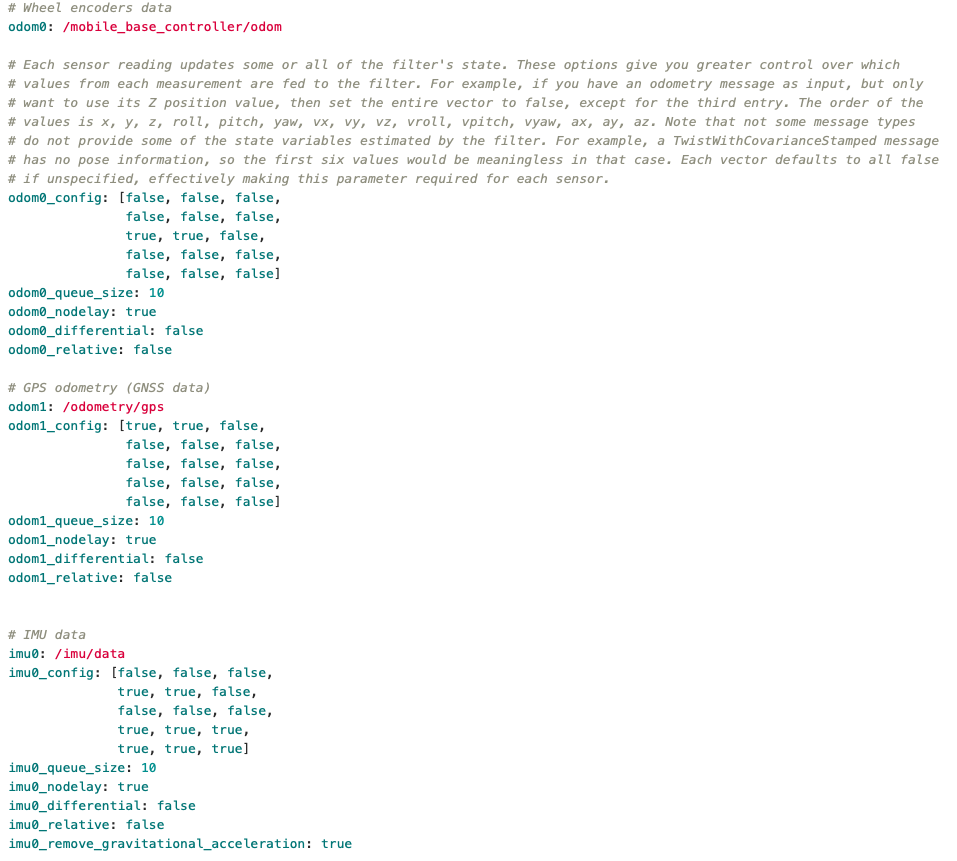 # Wheel encoders data
odom0: /mobile_base_controller/odom
# Each sensor reading updates some or all of the filter's state. These options give you greater control over which
# values from each measurement are fed to the filter. For example, if you have an odometry message as input, but only
# want to use its Z position value, then set the entire vector to false, except for the third entry. The order of the
# values is x, y, z, roll, pitch, yaw, vx, vy, vz, vroll, vpitch, vyaw, ax, ay, az. Note that not some message types
# do not provide some of the state variables estimated by the filter. For example, a TwistWithCovarianceStamped message
# has no pose information, so the first six values would be meaningless in that case. Each vector defaults to all false
# if unspecified, effectively making this parameter required for each sensor.
odom0_config: [false, false, false,
               false, false, false,
               true, true, false,
               false, false, false,
               false, false, false]
odom0_queue_size: 10
odom0_nodelay: true
odom0_differential: false
odom0_relative: false
# GPS odometry (GNSS data)
odom1: /odometry/gps
odom1_config: [true, true, false,
               false, false, false,
               false, false, false,
               false, false, false,
               false, false, false]
odom1_queue_size: 10
odom1_nodelay: true
odom1_differential: false
odom1_relative: false
# IMU data
imu0: /imu/data
imu0_config: [false, false, false,
              true, true, false,
              false, false, false,
              true, true, true,
              true, true, true]
imu0_queue_size: 10
imu0_nodelay: true
imu0_differential: false
imu0_relative: false
imu0_remove_gravitational_acceleration: true